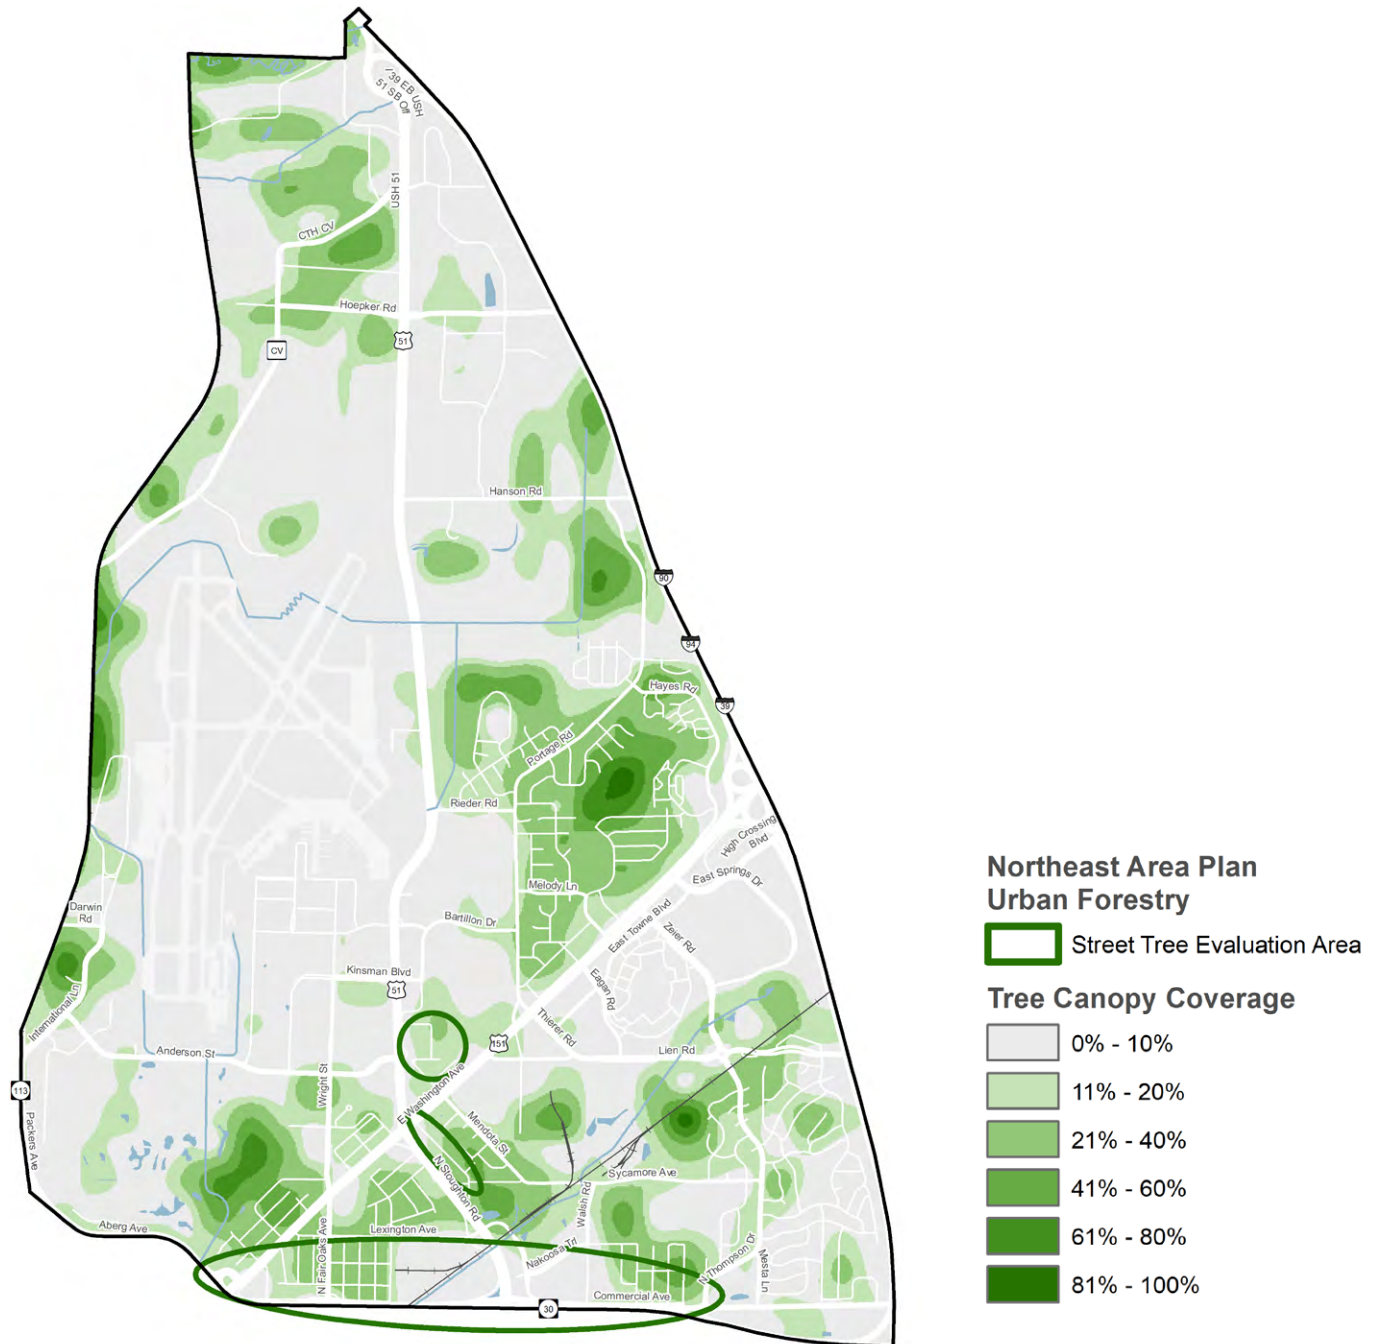 /39 EB USH
51 SB Off
USH 51
CTH CV
Hoepker Rd
51
CV
Hanson Rd
90
94
39
Hayes Rd
Portage Rd
Rieder Rd
High Crossing
Blvd
East Springs Dr
Melody Ln
East Towne Blvd
Zeier Rd
Darwin
Rd
Bartillon Dr
Kinsman Blvd
51
Eagan Rd
International Ln
Thierer Rd
151
Lien Rd
Anderson St
Wright St
E Washington Ave
113
Packers Ave
Mendota St
N Stoughton Rd
Sycamore Ave
Walsh Rd
Aberg Ave
N Fair Oaks Ave
Lexington Ave
Nakoosa Trl
N Thompson Dr
Mesta Ln
Commercial Ave
30
Northeast Area Plan
Urban Forestry
Street Tree Evaluation Area
Tree Canopy Coverage
0% - 10%
11% - 20%
21% - 40%
41% - 60%
61% - 80%
81% - 100%